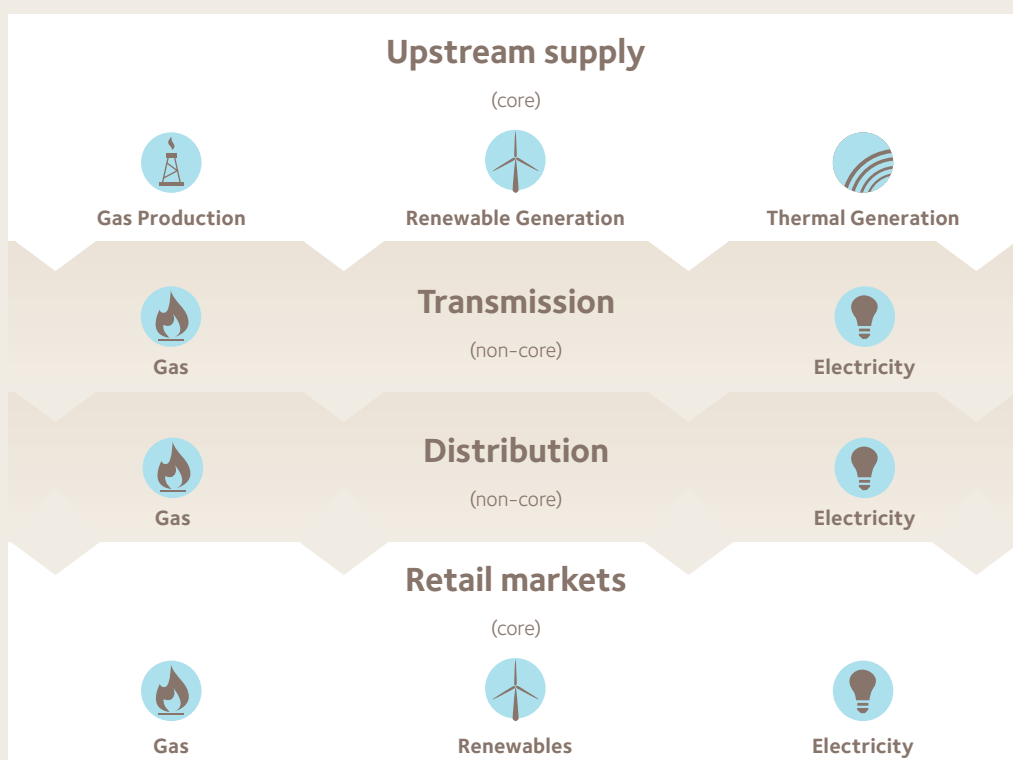 Upstream supply
(core)
Gas Production
Renewable Generation
Thermal Generation
Transmission
(non-core)
Gas
Electricity
Distribution
(non-core)
Gas
Electricity
Retail markets
(core)
Gas
Renewables
Electricity